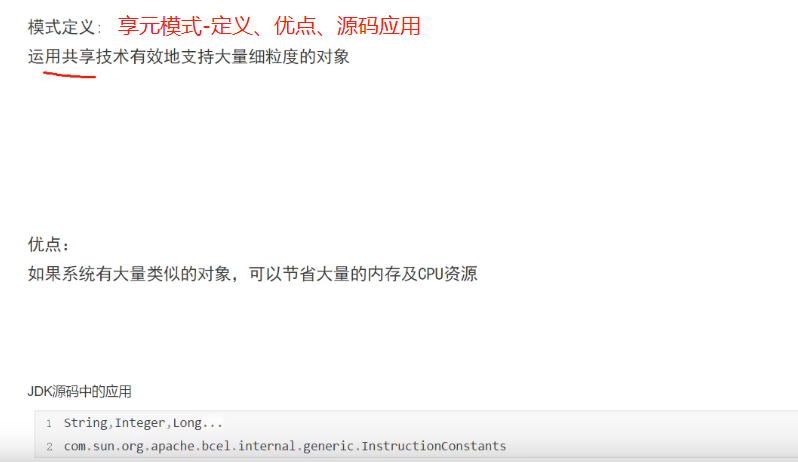 模式定义: 享元模式-定义、优点、源码应用
运用共享技术有效地支持大量细粒度的对象
优点:
如果系统有大量类似的对象,可以节省大量的内存及CPU资源
JDK源码中的应用
1 String,Integer,Long...
2 com.sun.org.apache.bcel.internal.generic.InstructionConstants